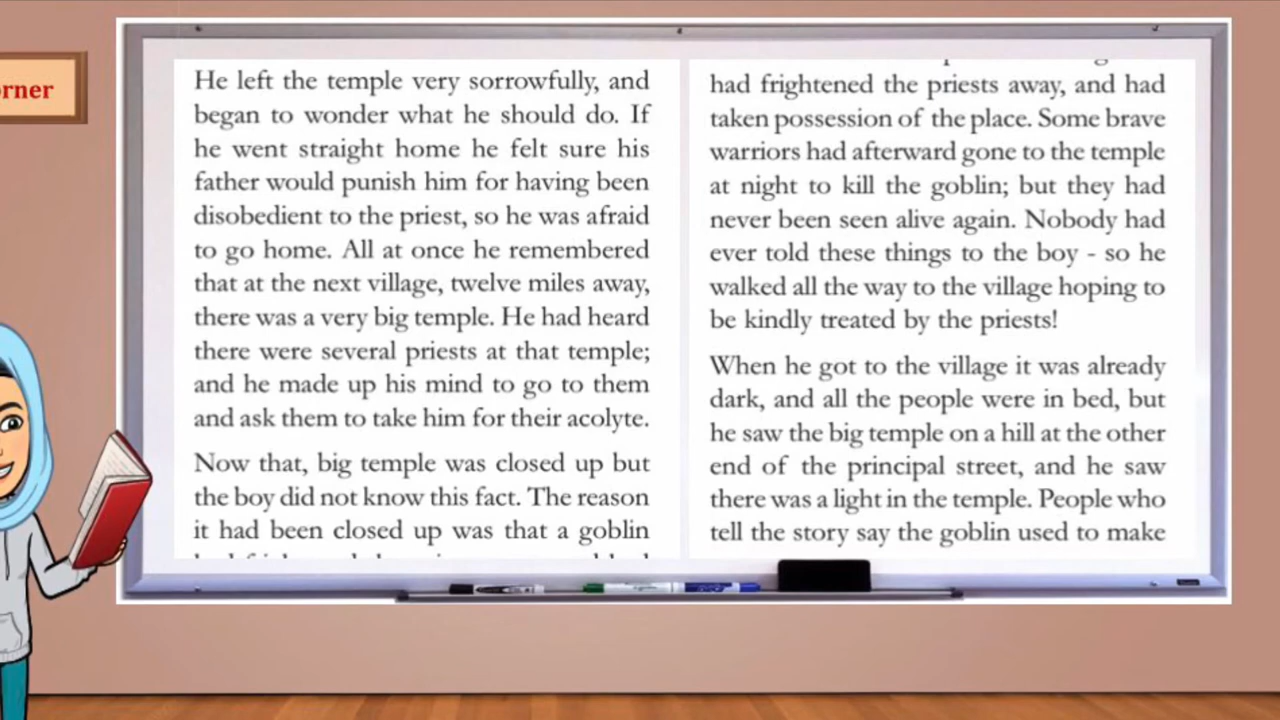 orner
He left the temple very sorrowfully, and
began to wonder what he should do. If
he went straight home he felt sure his
father would punish him for having been
disobedient to the priest, so he was afraid
to go home. All at once he remembered
that at the next village, twelve miles away,
there was a very big temple. He had heard
there were several priests at that temple;
and he made up his mind to go to them
and ask them to take him for their acolyte.
Now that, big temple was closed up but
the boy did not know this fact. The reason
it had been closed up was that a goblin
had frightened the priests away, and had
taken possession of the place. Some brave
warriors had afterward gone to the temple
at night to kill the goblin; but they had
never been seen alive again. Nobody had
ever told these things to the boy - so he
walked all the way to the village hoping to
be kindly treated by the priests!
When he got to the village it was already
dark, and all the people were in bed, but
he saw the big temple on a hill at the other
end of the principal street, and he saw
there was a light in the temple. People who
tell the story say the goblin used to make